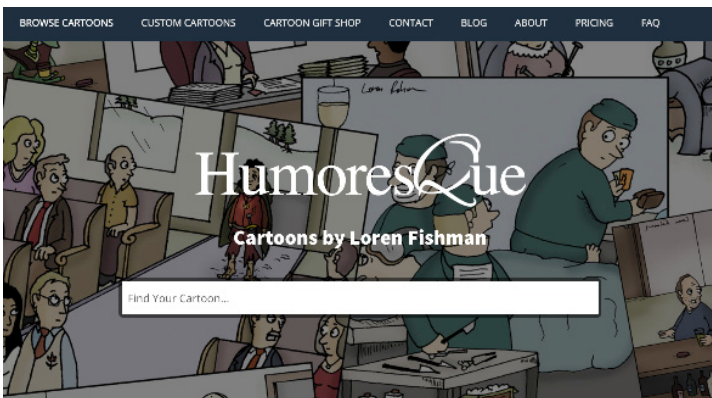 BROWSE CARTOONS CUSTOM CARTOONS CARTOON GIFT SHOP CONTACT BLOG ABOUT PRICING FAQ
Loren Fishman
HumoresQue
Cartoons by Loren Fishman
Find Your Cartoon...